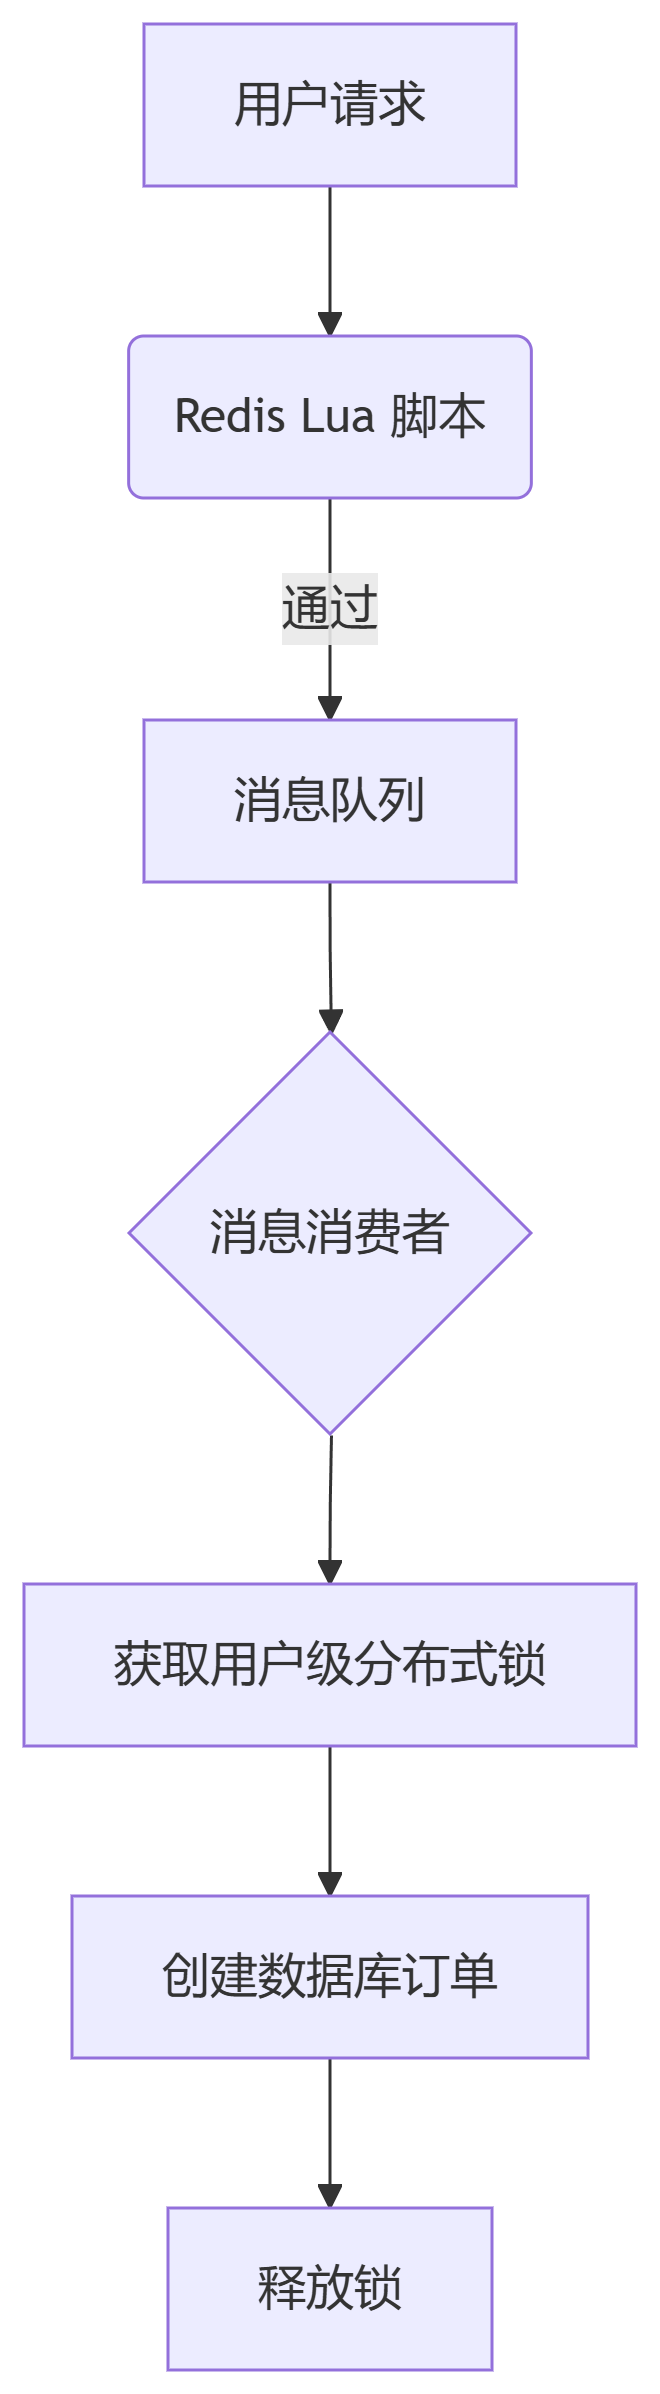 用户请求
Redis Lua 脚本
通过
消息队列
消息消费者
获取用户级分布式锁
创建数据库订单
释放锁